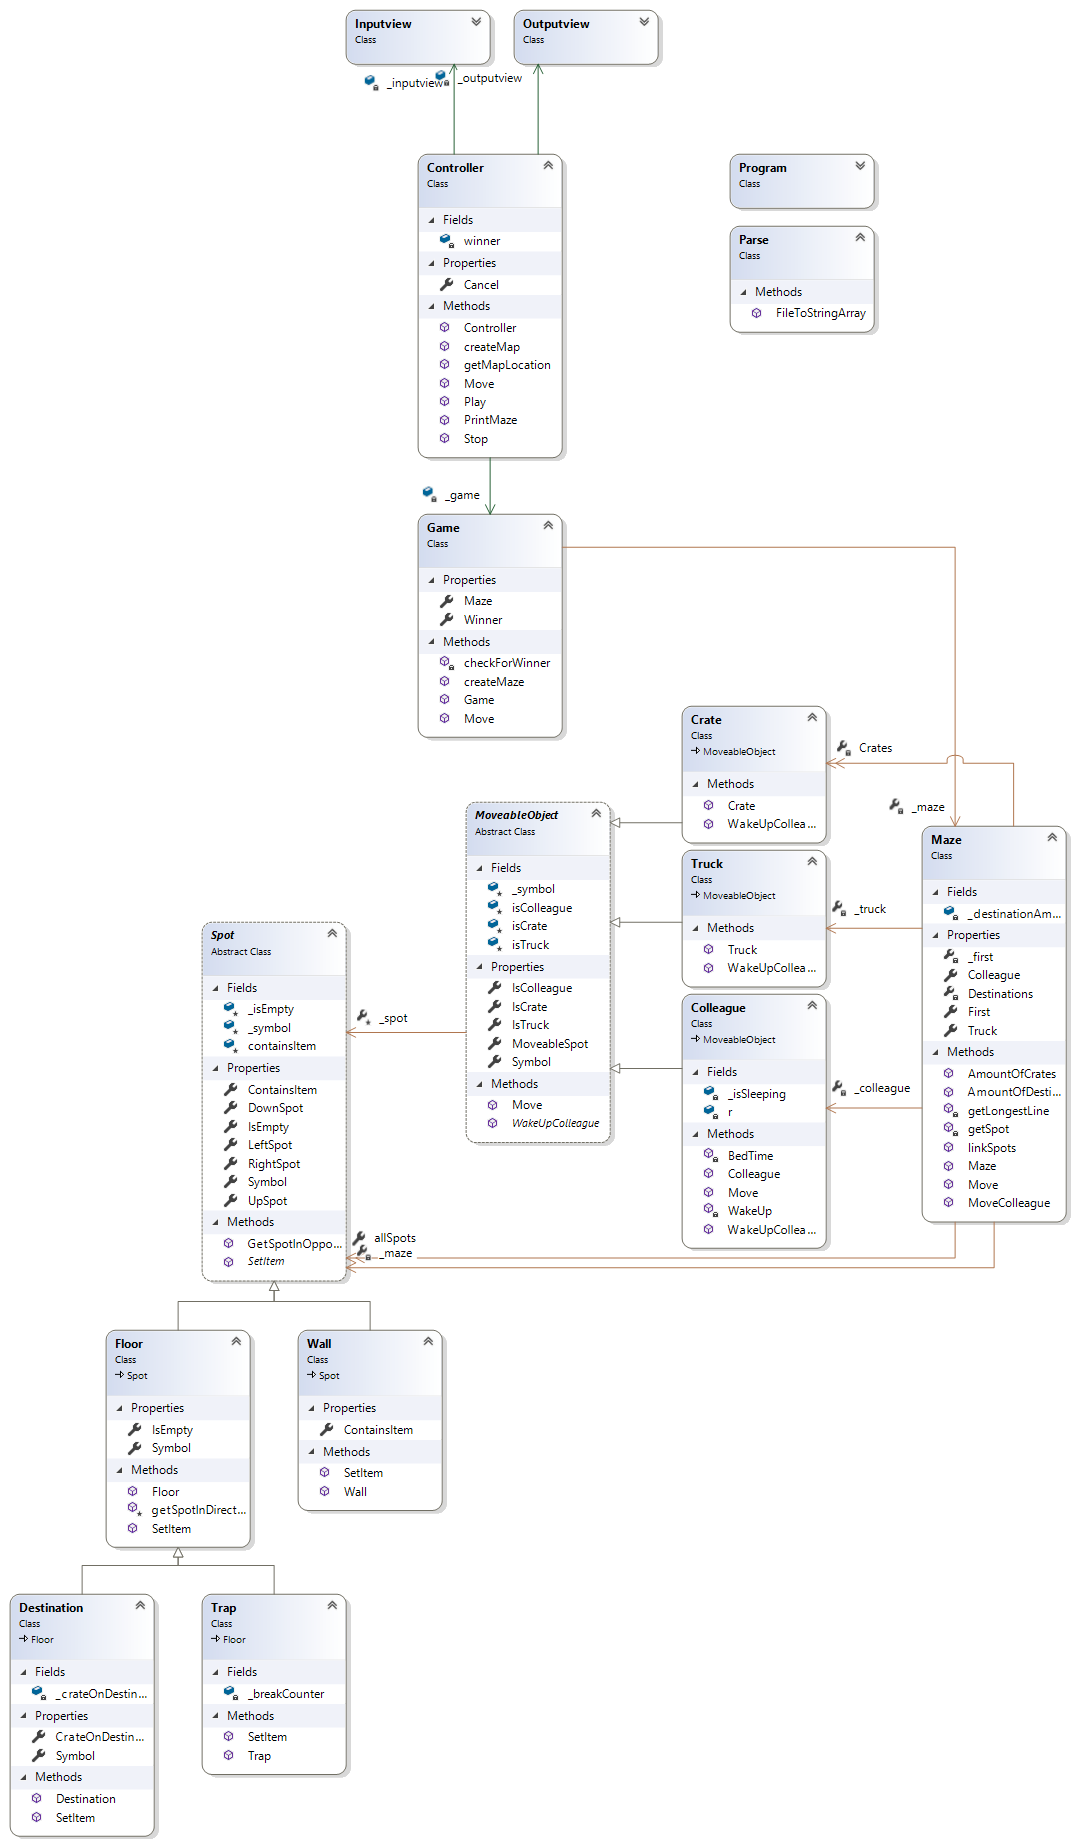 Inputview
Class
Outputview
Class
_inputview
_outputview
Controller
Class
Fields
winner
Properties
Cancel
Methods
Controller
createMap
getMapLocation
Move
Play
PrintMaze
Stop
Program
Class
Parse
Class
Methods
FileToStringArray
_game
Game
Class
Properties
Maze
Winner
Methods
checkForWinner
createMaze
Game
Move
Crate
Class
MoveableObject
Methods
Crate
WakeUpCollea...
Crates
_maze
MoveableObject
Abstract Class
Fields
_symbol
isColleague
isCrate
isTruck
Properties
IsColleague
IsCrate
IsTruck
MoveableSpot
Symbol
Methods
Move
WakeUpColleague
Truck
Class
MoveableObject
Methods
Truck
WakeUpCollea...
_truck
Maze
Class
Fields
_destinationAm...
Properties
_first
Colleague
Destinations
First
Truck
Methods
AmountOfCrates
AmountOfDesti...
getLongestLine
getSpot
linkSpots
Maze
Move
MoveColleague
Colleague
Class
MoveableObject
Fields
_isSleeping
r
Methods
BedTime
Colleague
Move
WakeUp
WakeUpCollea...
_colleague
Spot
Abstract Class
Fields
_isEmpty
_symbol
containsItem
Properties
ContainsItem
DownSpot
IsEmpty
LeftSpot
RightSpot
Symbol
UpSpot
Methods
GetSpotInOppo...
SetItem
_spot
allSpots
_maze
Floor
Class
Spot
Properties
IsEmpty
Symbol
Methods
Floor
getSpotInDirect...
SetItem
Wall
Class
Spot
Properties
ContainsItem
Methods
SetItem
Wall
Destination
Class
Floor
Fields
_crateOnDestin...
Properties
CrateOnDestin...
Symbol
Methods
Destination
SetItem
Trap
Class
Floor
Fields
_breakCounter
Methods
SetItem
Trap